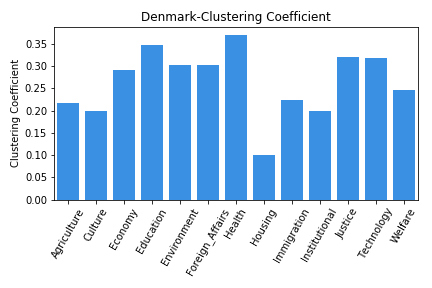 Denmark-Clustering Coefficient
Clustering Coefficient
0.35
0.30
0.25
0.20
0.15
0.10
0.05
0.00
Agriculture
Culture
Economy
Education
Environment
Foreign_Affairs
Health
Housing
Immigration
Institutional
Justice
Technology
Welfare